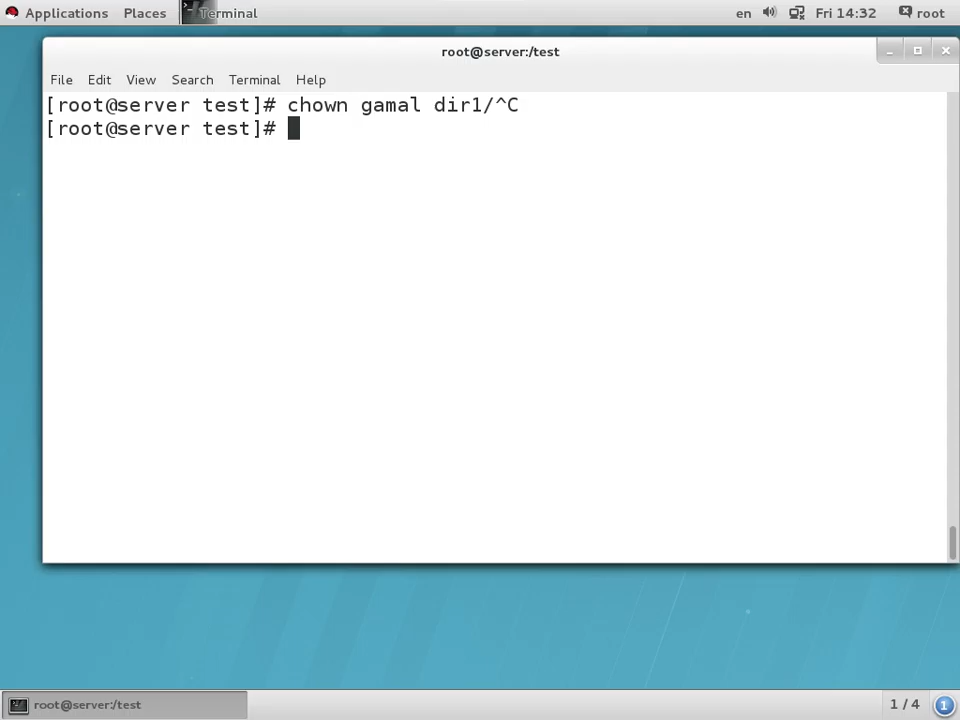 Applications Places Terminal en Fri 14:32 root
root@server:/test
File Edit View Search Terminal Help
[root@server test]# chown gamal dir1/^C
[root@server test]#
root@server:/test 1 / 4 1